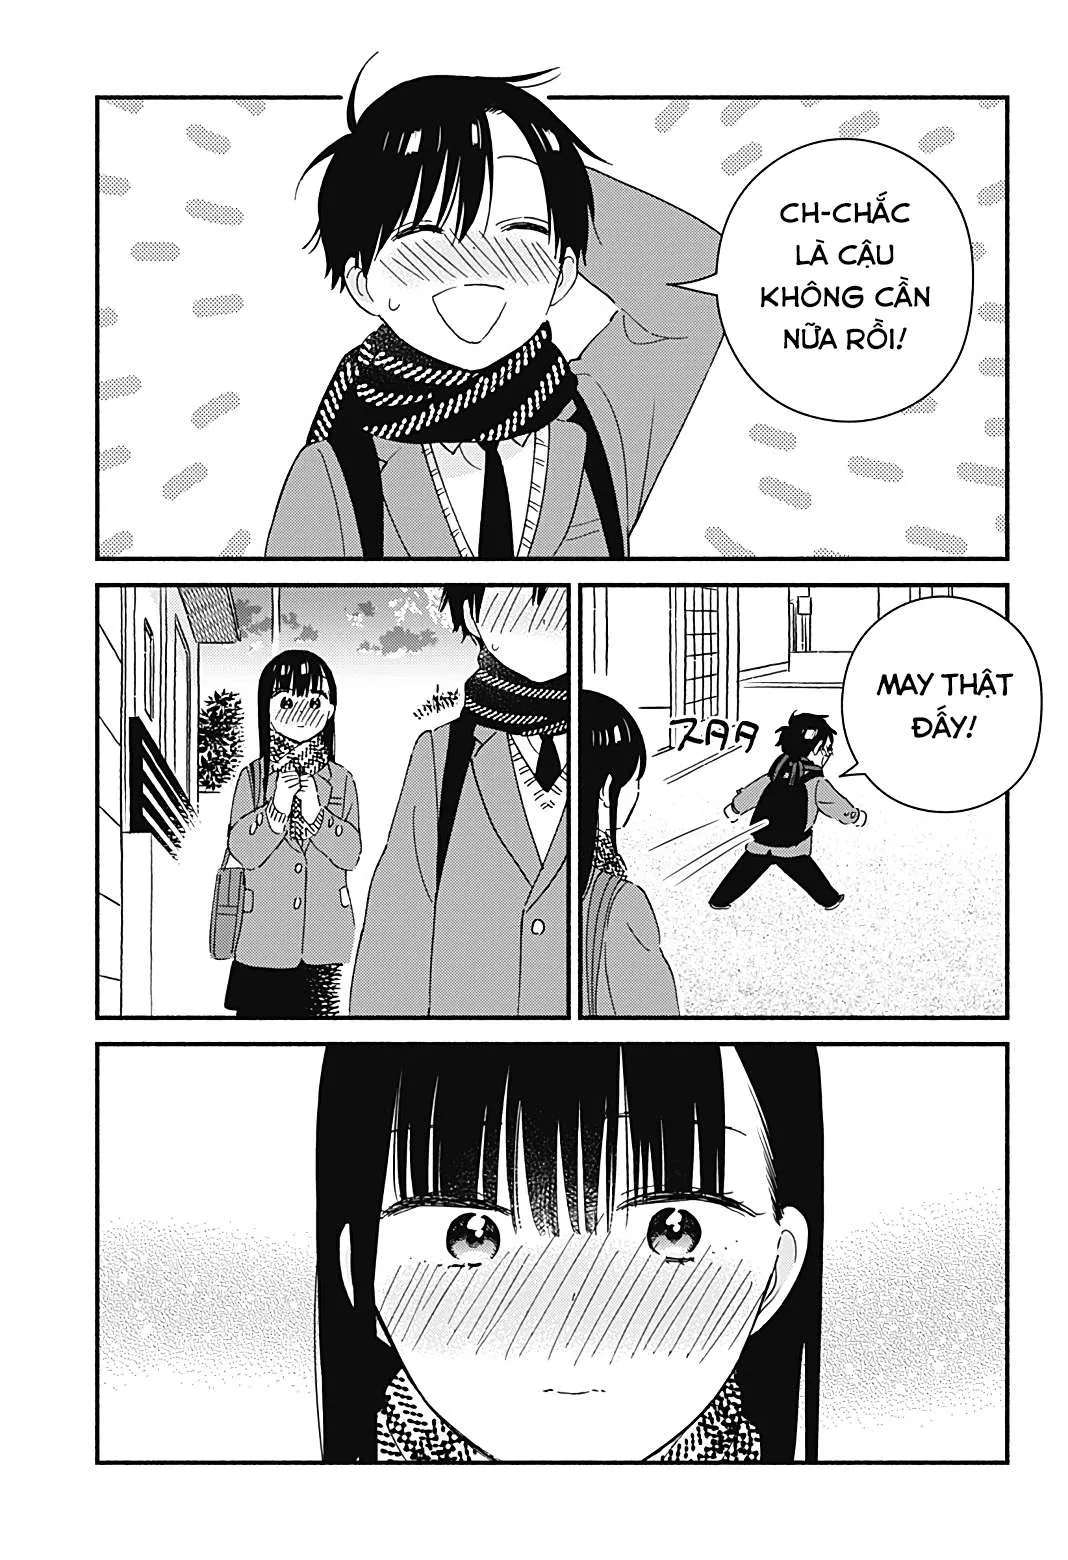 CH-CHẮC
LÀ CẬU
KHÔNG CẦN
NỮA RỒI!
MAY THẬT
ĐẤY!